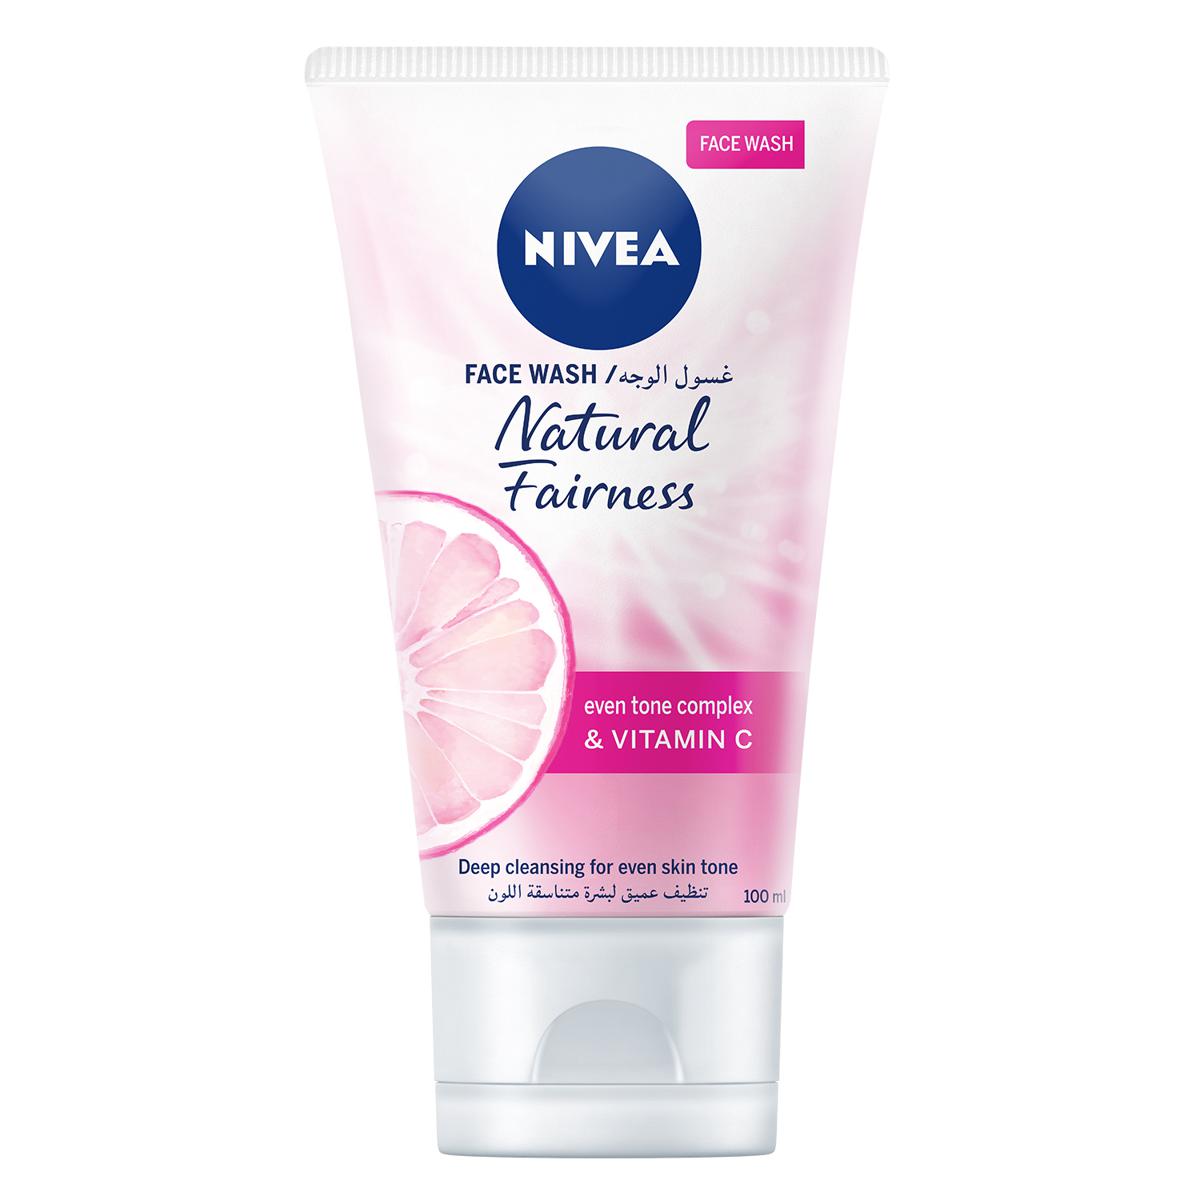 FACE WASH
NIVEA
FACE WASH / غسول الوجه
Natural
Fairness
even tone complex
& VITAMIN C
Deep cleansing for even skin tone
تنظيف عميق لبشرة متناسقة اللون
100 ml